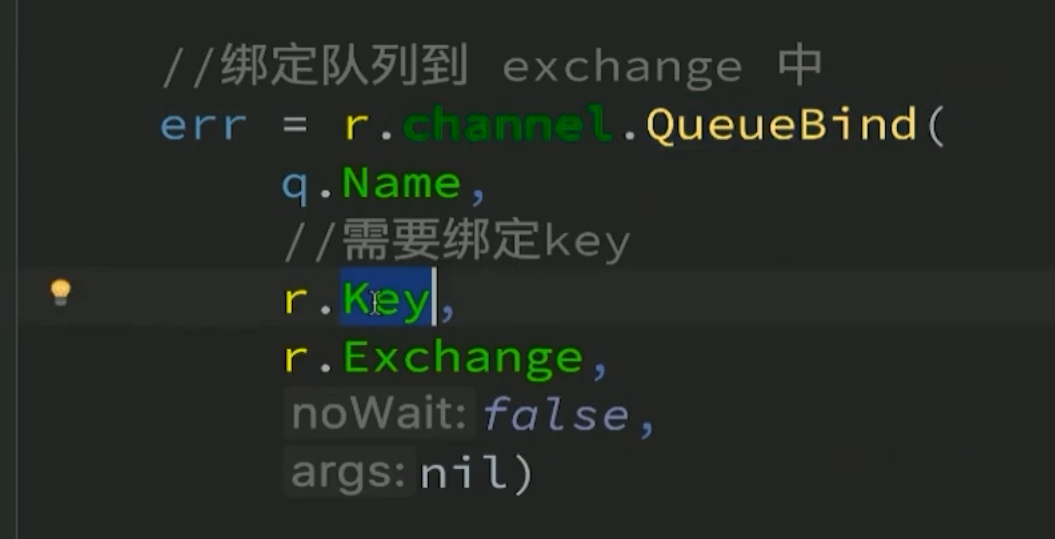 //绑定队列到 exchange 中
err = r.channel.QueueBind(
q.Name,
//需要绑定key
r.Key,
r.Exchange,
noWait: false,
args: nil)